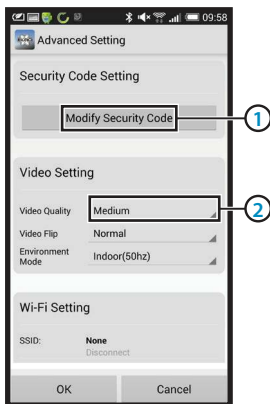 09:58
Advanced Setting
Security Code Setting
Modify Security Code
1
Video Setting
Video Quality Medium
2
Video Flip Normal
Environment Mode Indoor(50hz)
Wi-Fi Setting
SSID: None
Disconnect
OK Cancel